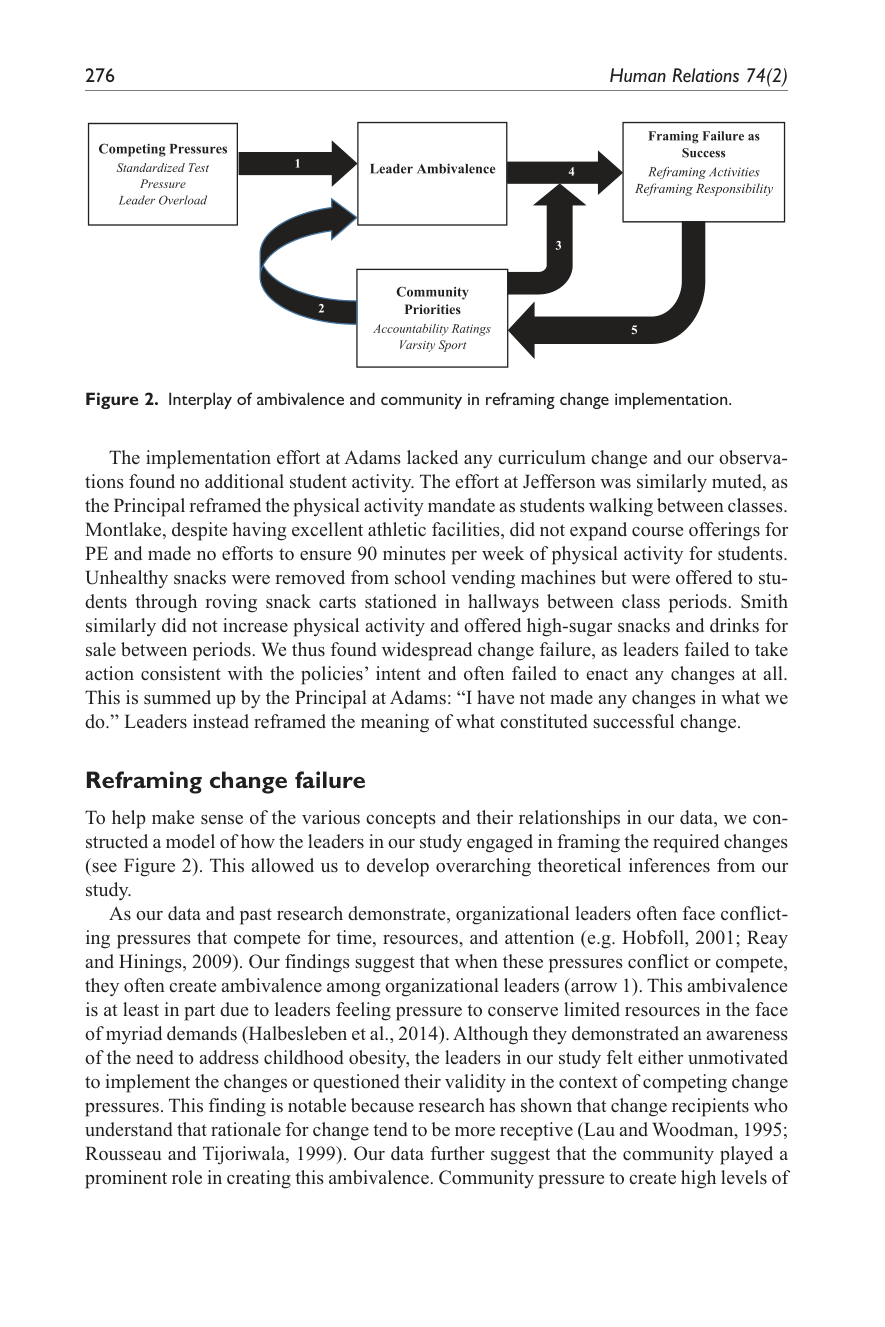 276
Human Relations 74(2)
Competing Pressures
Standardized Test
Pressure
Leader Overload
1
Leader Ambivalence
4
Framing Failure as
Success
Reframing Activities
Reframing Responsibility
3
2
Community
Priorities
Accountability Ratings
Varsity Sport
5
Figure 2. Interplay of ambivalence and community in reframing change implementation.
The implementation effort at Adams lacked any curriculum change and our observa-
tions found no additional student activity. The effort at Jefferson was similarly muted, as
the Principal reframed the physical activity mandate as students walking between classes.
Montlake, despite having excellent athletic facilities, did not expand course offerings for
PE and made no efforts to ensure 90 minutes per week of physical activity for students.
Unhealthy snacks were removed from school vending machines but were offered to stu-
dents through roving snack carts stationed in hallways between class periods. Smith
similarly did not increase physical activity and offered high-sugar snacks and drinks for
sale between periods. We thus found widespread change failure, as leaders failed to take
action consistent with the policies’ intent and often failed to enact any changes at all.
This is summed up by the Principal at Adams: “I have not made any changes in what we
do.” Leaders instead reframed the meaning of what constituted successful change.
Reframing change failure
To help make sense of the various concepts and their relationships in our data, we con-
structed a model of how the leaders in our study engaged in framing the required changes
(see Figure 2). This allowed us to develop overarching theoretical inferences from our
study.
As our data and past research demonstrate, organizational leaders often face conflict-
ing pressures that compete for time, resources, and attention (e.g. Hobfoll, 2001; Reay
and Hinings, 2009). Our findings suggest that when these pressures conflict or compete,
they often create ambivalence among organizational leaders (arrow 1). This ambivalence
is at least in part due to leaders feeling pressure to conserve limited resources in the face
of myriad demands (Halbesleben et al., 2014). Although they demonstrated an awareness
of the need to address childhood obesity, the leaders in our study felt either unmotivated
to implement the changes or questioned their validity in the context of competing change
pressures. This finding is notable because research has shown that change recipients who
understand that rationale for change tend to be more receptive (Lau and Woodman, 1995;
Rousseau and Tijoriwala, 1999). Our data further suggest that the community played a
prominent role in creating this ambivalence. Community pressure to create high levels of